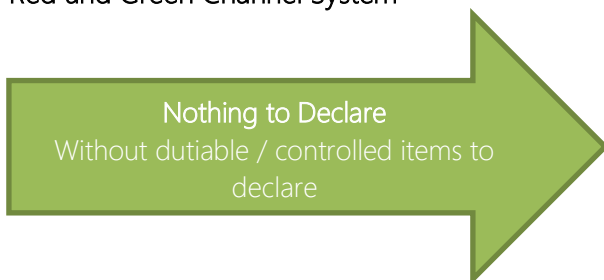 Red and Green Channel System
Nothing to Declare
Without dutiable / controlled items to
declare